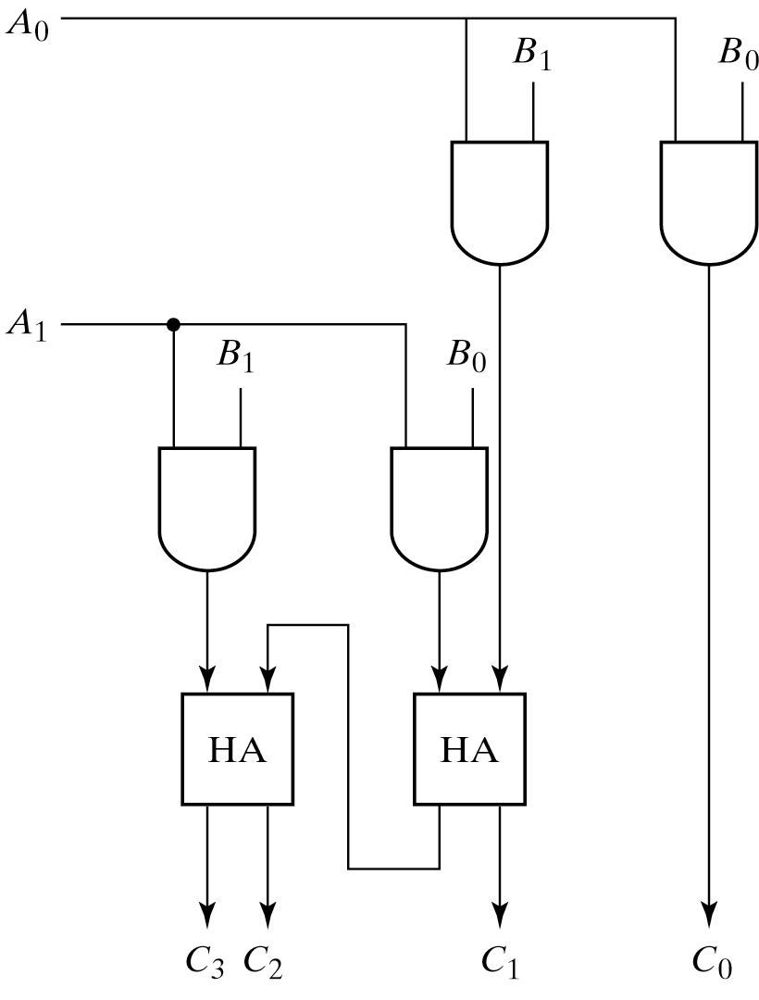 A₀
B₁ B₀
A₁
B₁ B₀
HA HA
C₃ C₂ C₁ C₀